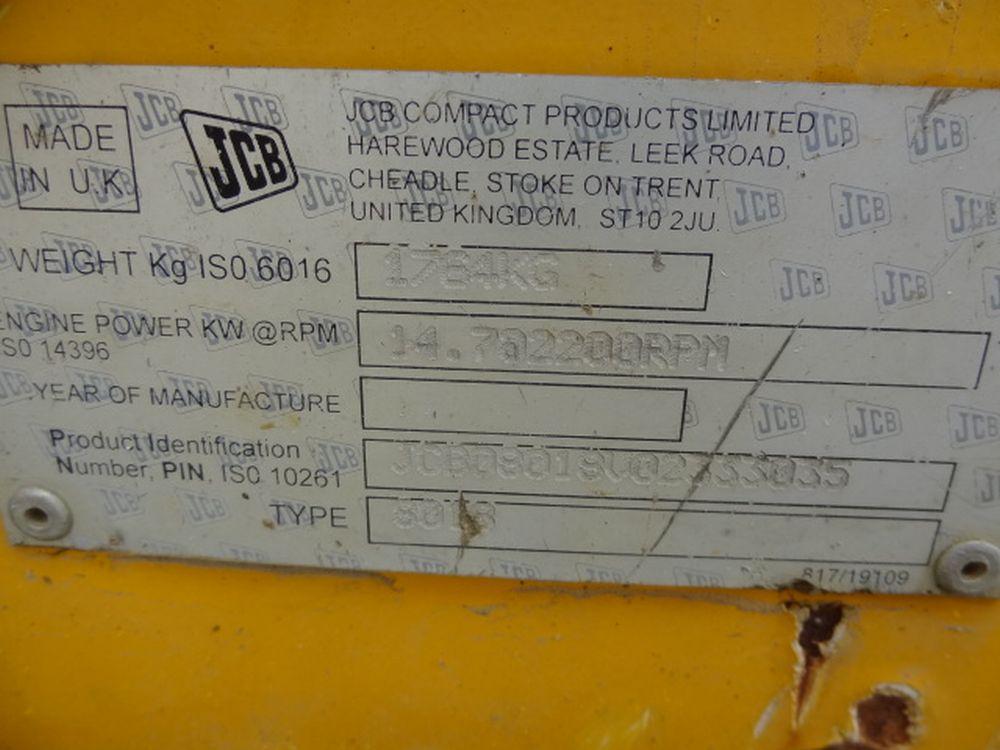 MADE
IN U.K.
JCB
JCB COMPACT PRODUCTS LIMITED
HAREWOOD ESTATE, LEEK ROAD,
CHEADLE, STOKE ON TRENT,
UNITED KINGDOM, ST10 2JU.
WEIGHT Kg ISO 6016 1764KG
ENGINE POWER KW @RPM 14.7@2200RPM
ISO 14396
YEAR OF MANUFACTURE
Product Identification
Number, PIN, ISO 10261
TYPE 8018
817/19109